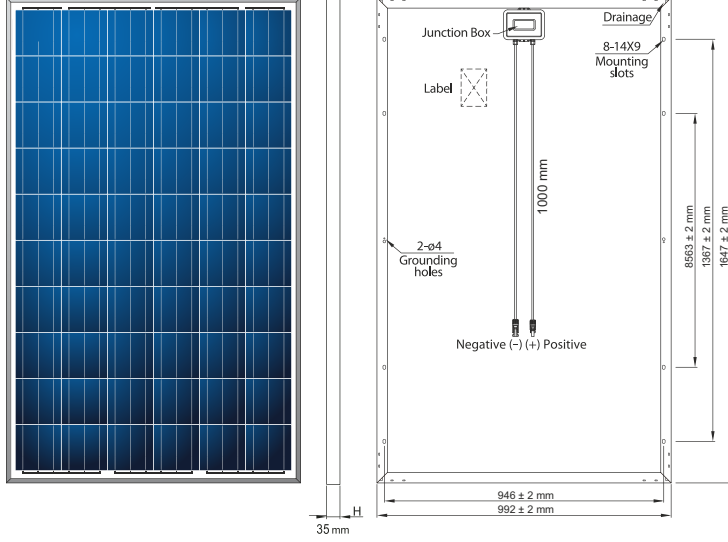 Drainage
Junction Box
8-14X9
Mounting
slots
Label
1000 mm
8563 ± 2 mm
1367 ± 2 mm
1647 ± 2 mm
2-ø4
Grounding
holes
Negative (-) (+) Positive
946 ± 2 mm
992 ± 2 mm
H
35 mm